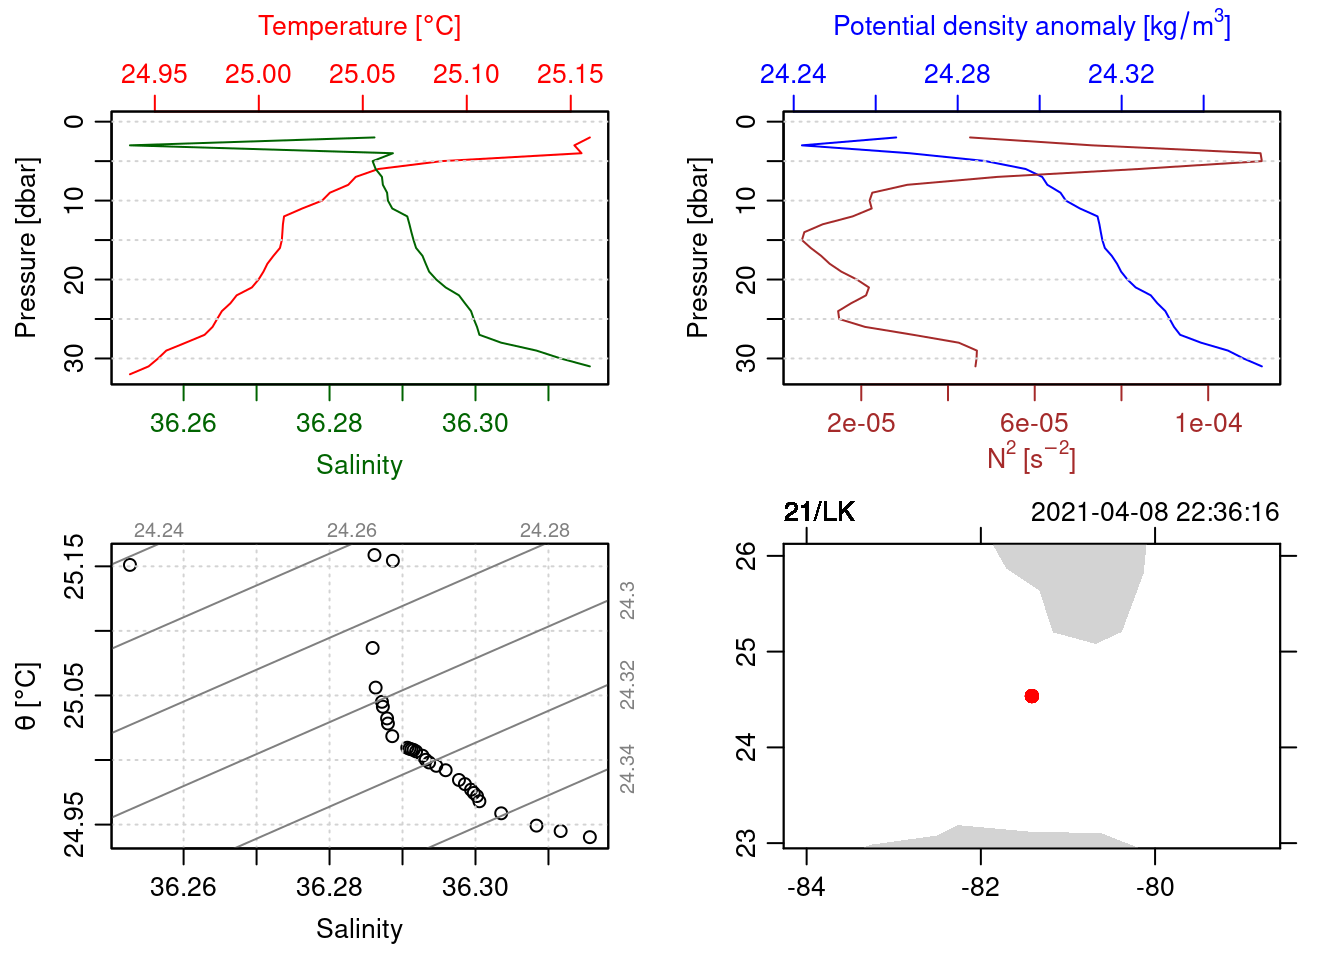 Temperature [°C]
24.95 25.00 25.05 25.10 25.15
0
10
20
30
Pressure [dbar]
36.26 36.28 36.30
Salinity
Potential density anomaly [kg/m³]
24.24 24.28 24.32
0
10
20
30
Pressure [dbar]
2e-05 6e-05 1e-04
N² [s⁻²]
24.24 24.26 24.28
24.3
24.32
24.34
25.15
25.05
24.95
θ [°C]
36.26 36.28 36.30
Salinity
21/LK 2021-04-08 22:36:16
26
25
24
23
-84 -82 -80